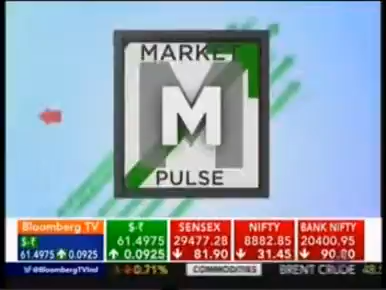 MARKET
M
PULSE
Bloomberg TV
$-₹
61.4975 ↑ 0.0925
$-₹
61.4975
↑ 0.0925
SENSEX
29477.28
↓ 81.90
NIFTY
8882.85
↓ 31.45
BANK NIFTY
20400.95
↓ 90.20
@BloombergTVInd
0.71%
COMMODITIES
BRENT CRUDE